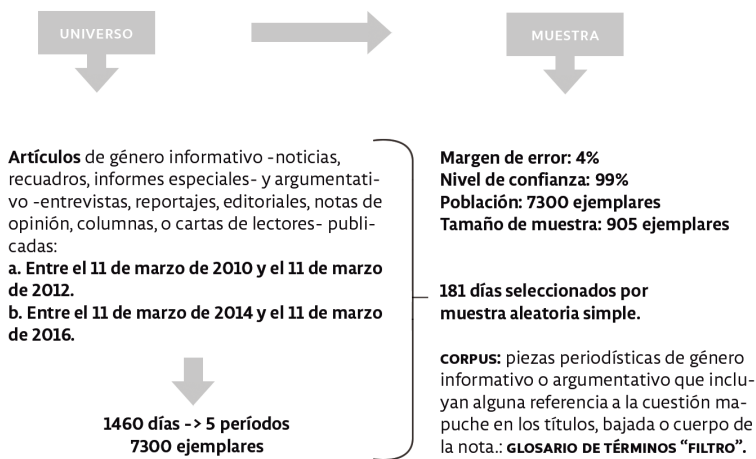 UNIVERSO
MUESTRA
Artículos de género informativo -noticias,
recuadros, informes especiales- y argumentati-
vo -entrevistas, reportajes, editoriales, notas de
opinión, columnas, o cartas de lectores- publi-
cadas:
a. Entre el 11 de marzo de 2010 y el 11 de marzo
de 2012.
b. Entre el 11 de marzo de 2014 y el 11 de marzo
de 2016.
1460 días -> 5 períodos
7300 ejemplares
Margen de error: 4%
Nivel de confianza: 99%
Población: 7300 ejemplares
Tamaño de muestra: 905 ejemplares
181 días seleccionados por
muestra aleatoria simple.
CORPUS: piezas periodísticas de género
informativo o argumentativo que inclu-
yan alguna referencia a la cuestión ma-
puche en los títulos, bajada o cuerpo de
la nota.: GLOSARIO DE TÉRMINOS “FILTRO”.